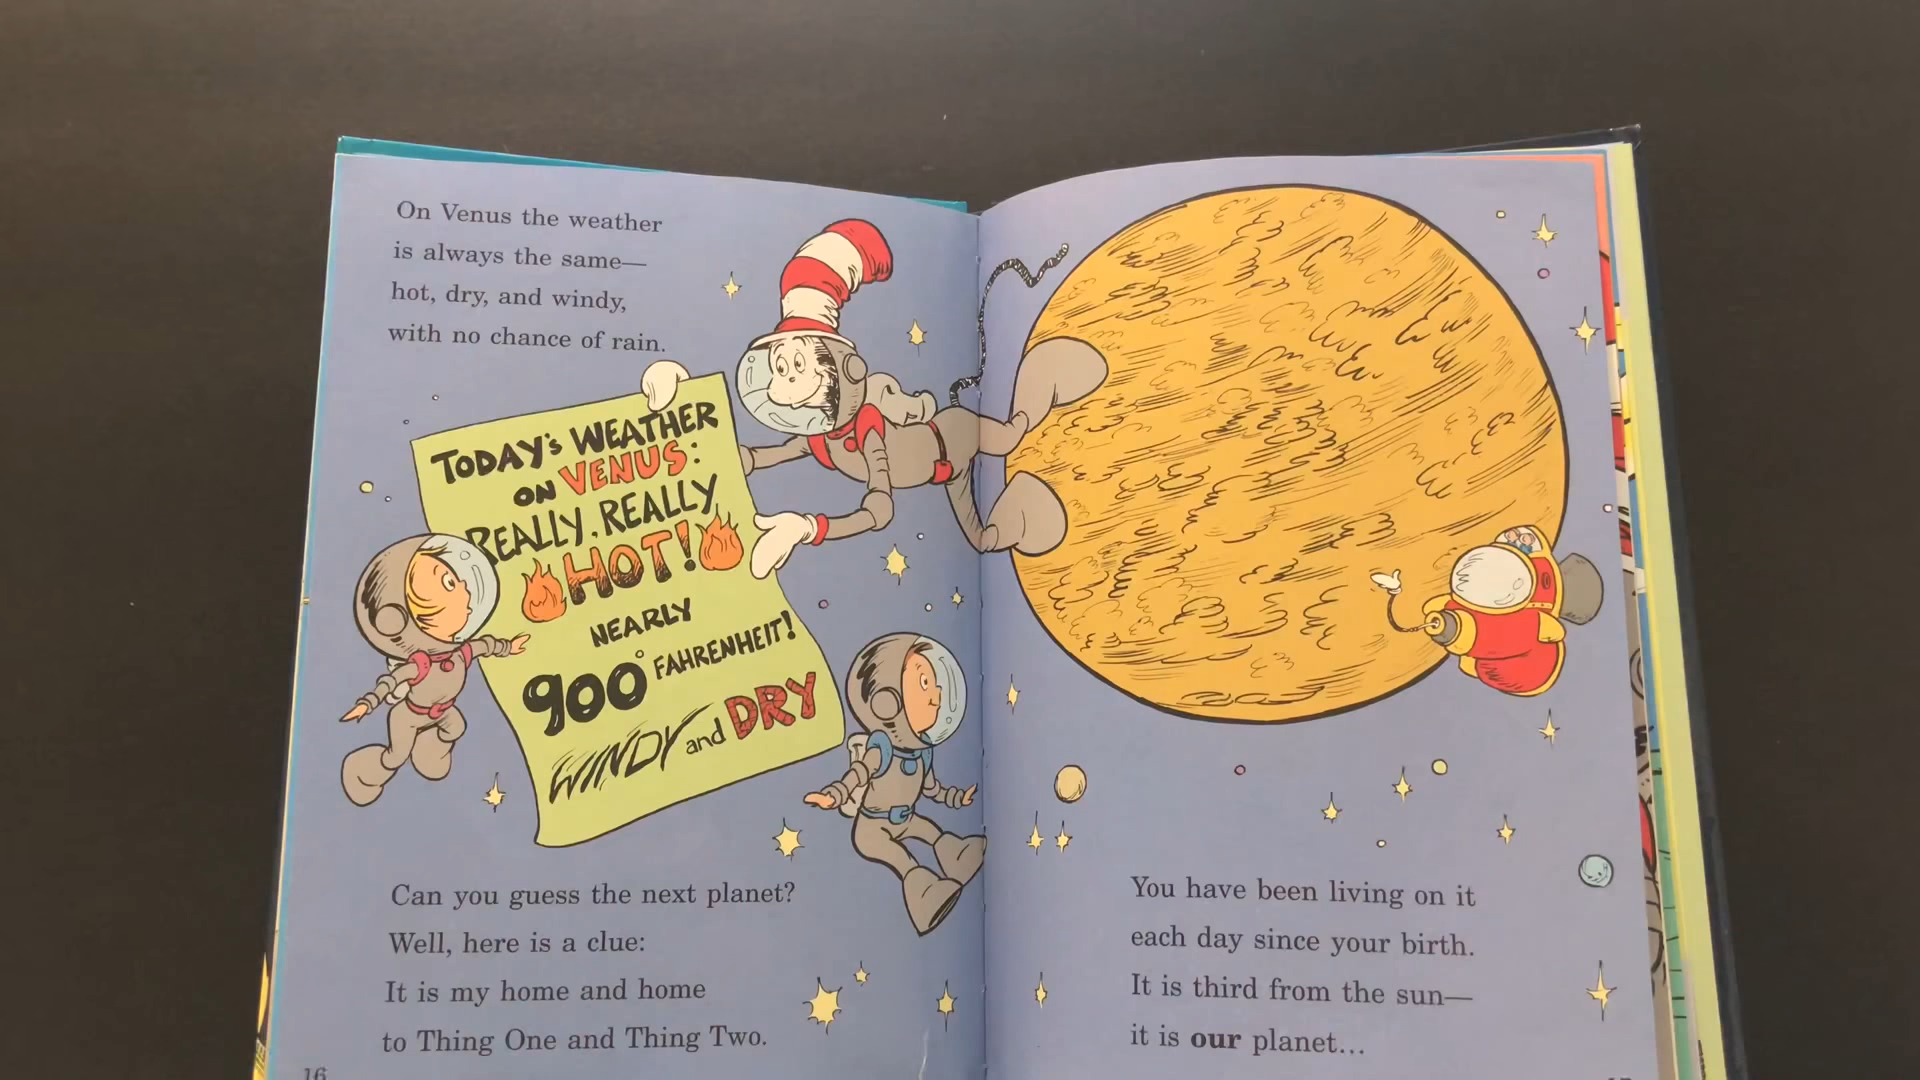 On Venus the weather
is always the same—
hot, dry, and windy,
with no chance of rain.
TODAY'S WEATHER
ON VENUS:
REALLY, REALLY
HOT!
NEARLY
900° FAHRENHEIT!
WINDY and DRY
Can you guess the next planet?
Well, here is a clue:
It is my home and home
to Thing One and Thing Two.
16
You have been living on it
each day since your birth.
It is third from the sun—
it is our planet...